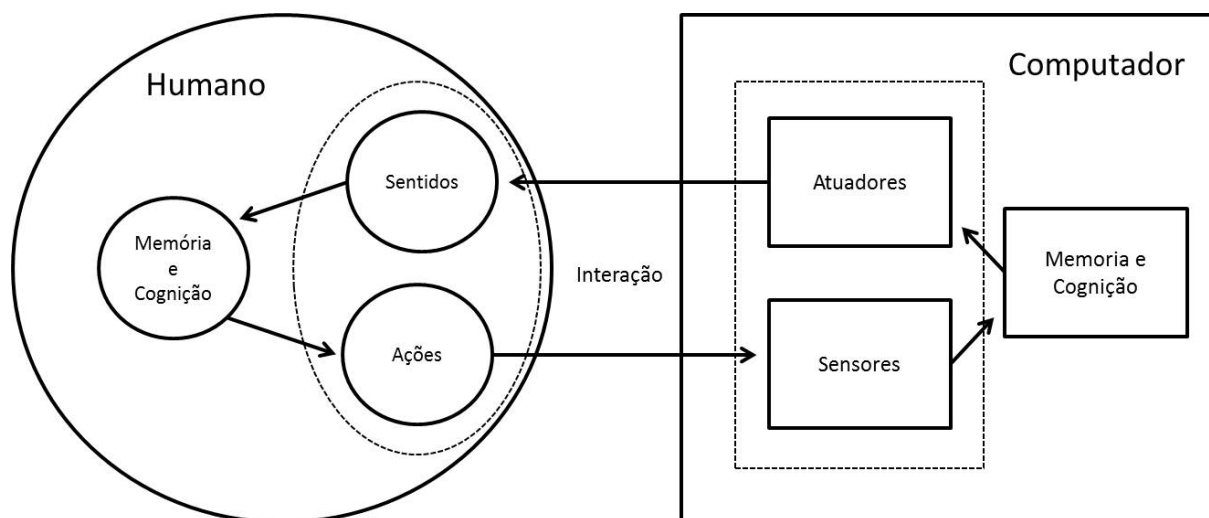 Humano
Computador
Sentidos
Atuadores
Memória
e
Cognição
Interação
Memoria e
Cognição
Ações
Sensores